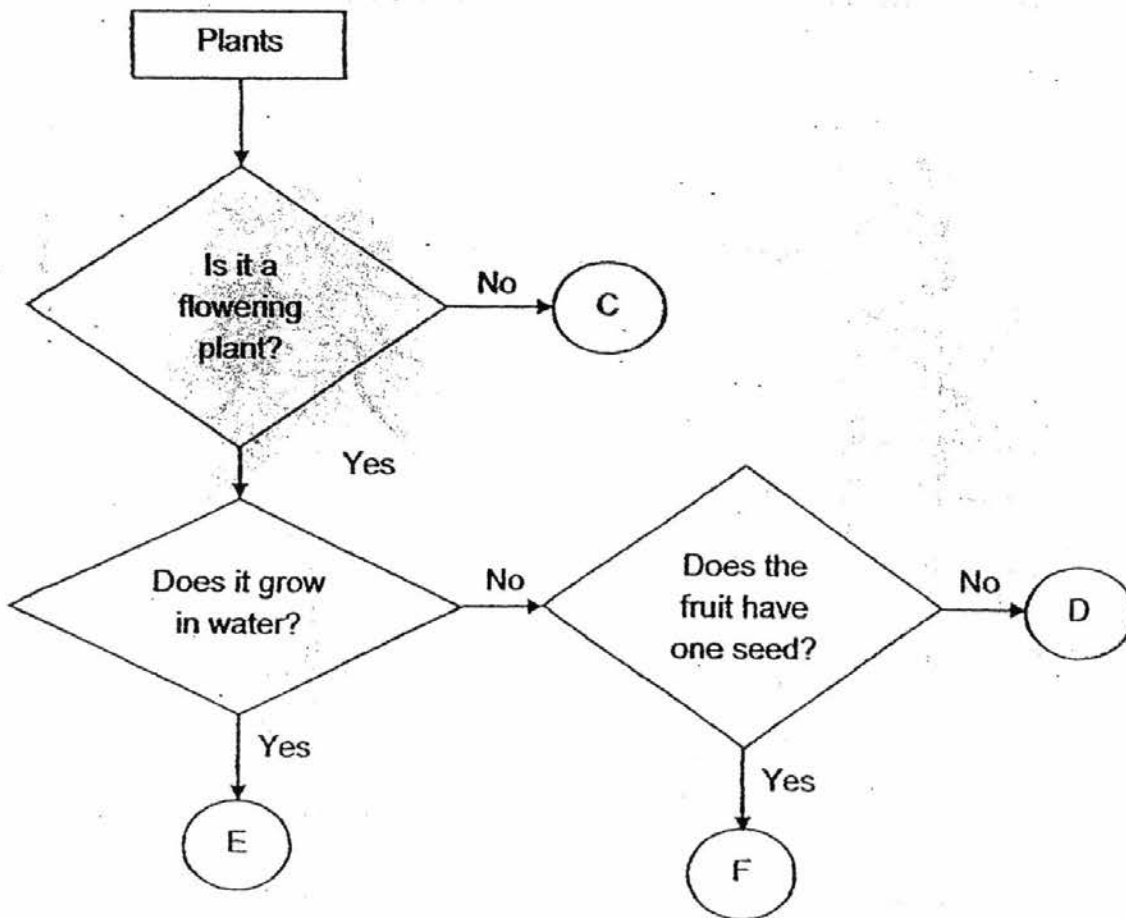 Plants
Is it a
flowering
plant?
No
C
Yes
Does it grow
in water?
No
Does the
fruit have
one seed?
No
D
Yes
E
Yes
F